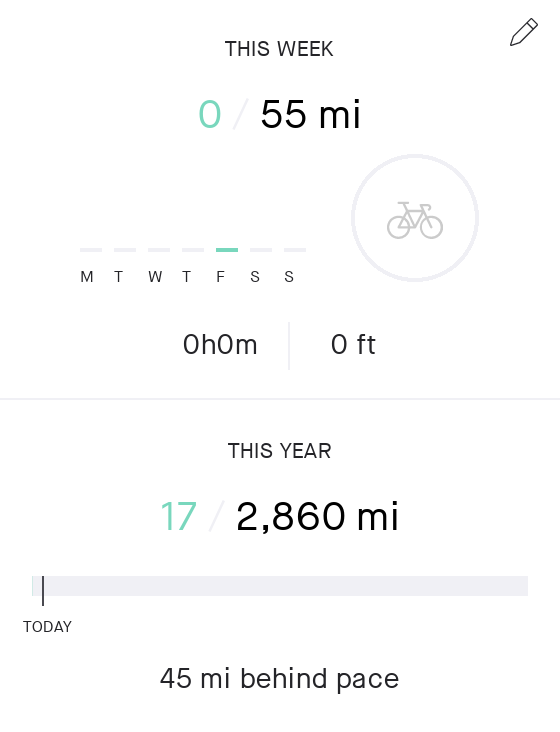 THIS WEEK
0 / 55 mi
M T W T F S S
0h0m 0 ft
THIS YEAR
17 / 2,860 mi
TODAY
45 mi behind pace